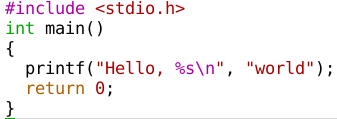 #include <stdio.h>
int main()
{
  printf("Hello, %s\n", "world");
  return 0;
}